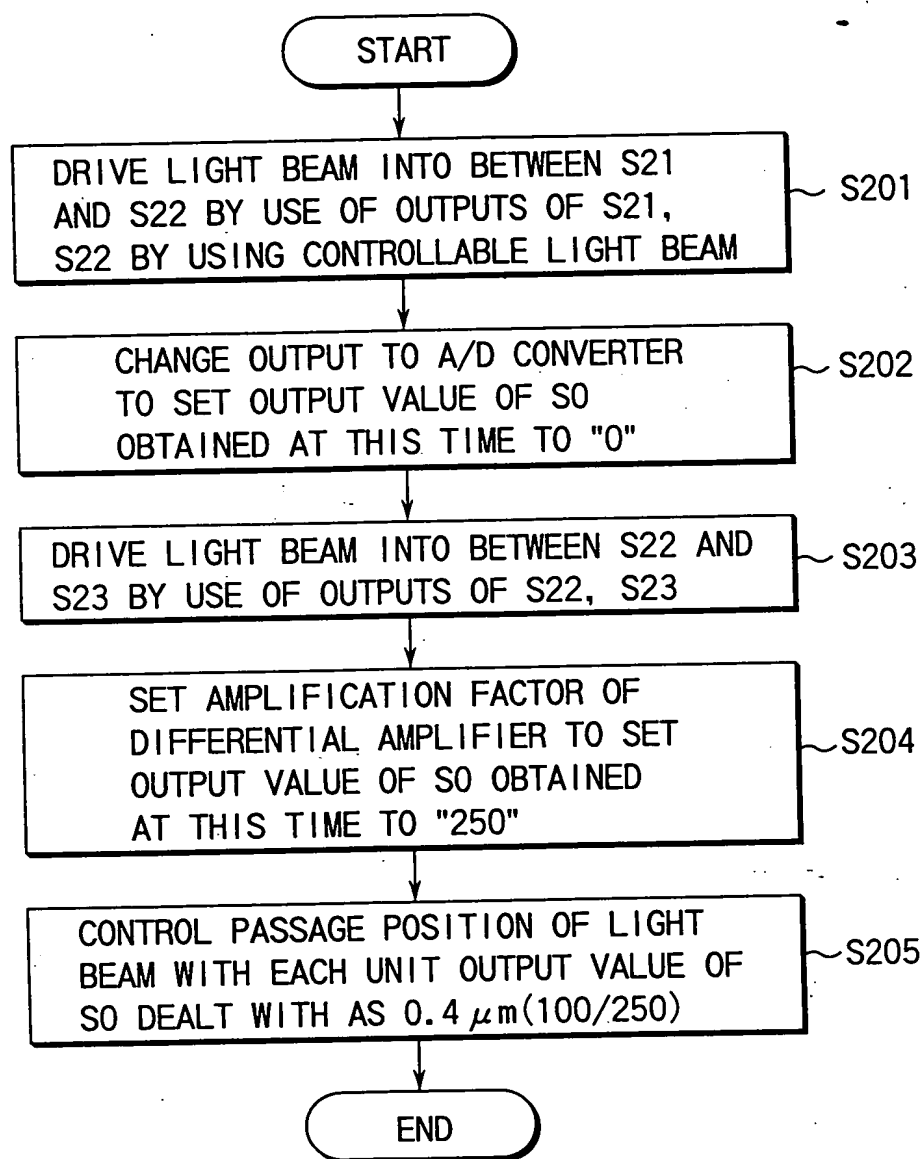 START
DRIVE LIGHT BEAM INTO BETWEEN S21
AND S22 BY USE OF OUTPUTS OF S21,
S22 BY USING CONTROLLABLE LIGHT BEAM
S201
CHANGE OUTPUT TO A/D CONVERTER
TO SET OUTPUT VALUE OF SO
OBTAINED AT THIS TIME TO "0"
S202
DRIVE LIGHT BEAM INTO BETWEEN S22 AND
S23 BY USE OF OUTPUTS OF S22, S23
S203
SET AMPLIFICATION FACTOR OF
DIFFERENTIAL AMPLIFIER TO SET
OUTPUT VALUE OF SO OBTAINED
AT THIS TIME TO "250"
S204
CONTROL PASSAGE POSITION OF LIGHT
BEAM WITH EACH UNIT OUTPUT VALUE OF
SO DEALT WITH AS 0.4 μm(100/250)
S205
END